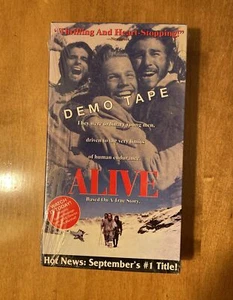 "Thrilling And Heart-Stopping!"
DEMO TAPE
They were ordinary young men,
driven to the very limits
of human endurance.
ALIVE
Based On A True Story.
Hot News: September's #1 Title!